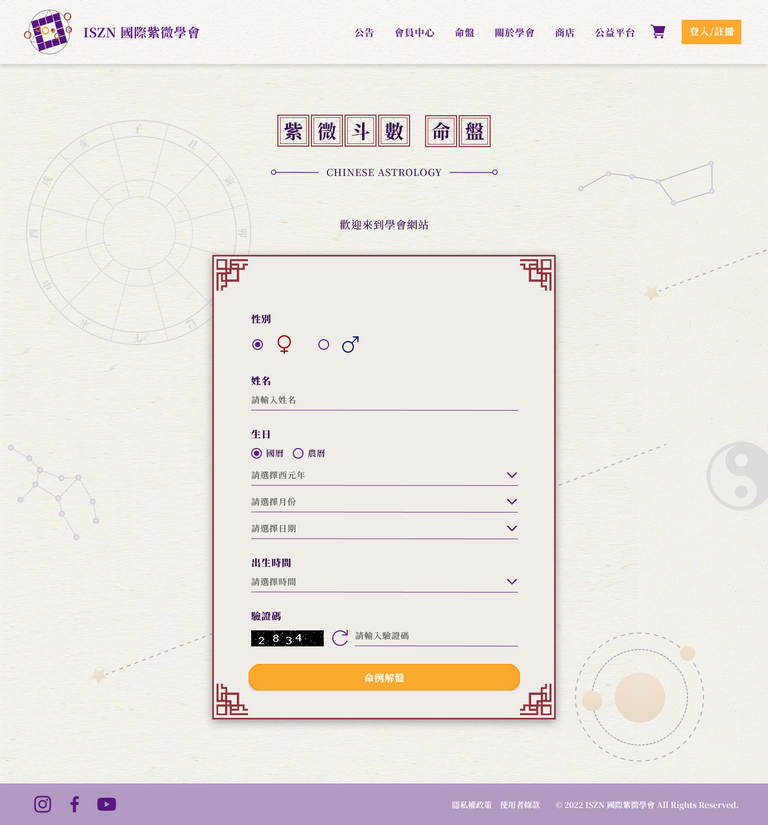 ISZN 國際紫微學會
公告 會員中心 命盤 關於學會 商店 公益平台 登入/註冊
紫微斗數 命盤
CHINESE ASTROLOGY
歡迎來到學會網站
性別
姓名
請輸入姓名
生日
國曆 農曆
請選擇西元年
請選擇月份
請選擇日期
出生時間
請選擇時間
驗證碼
2834 請輸入驗證碼
命例解盤
隱私權政策 使用者條款 © 2022 ISZN 國際紫微學會 All Rights Reserved.